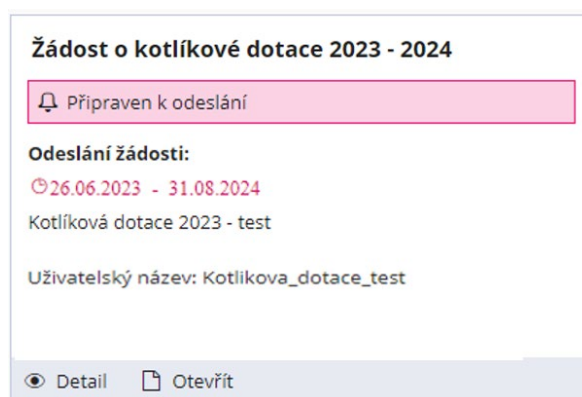 Žádost o kotlíkové dotace 2023 - 2024
Připraven k odeslání
Odeslání žádosti:
26.06.2023 - 31.08.2024
Kotlíková dotace 2023 - test
Uživatelský název: Kotlikova_dotace_test
Detail Otevřít